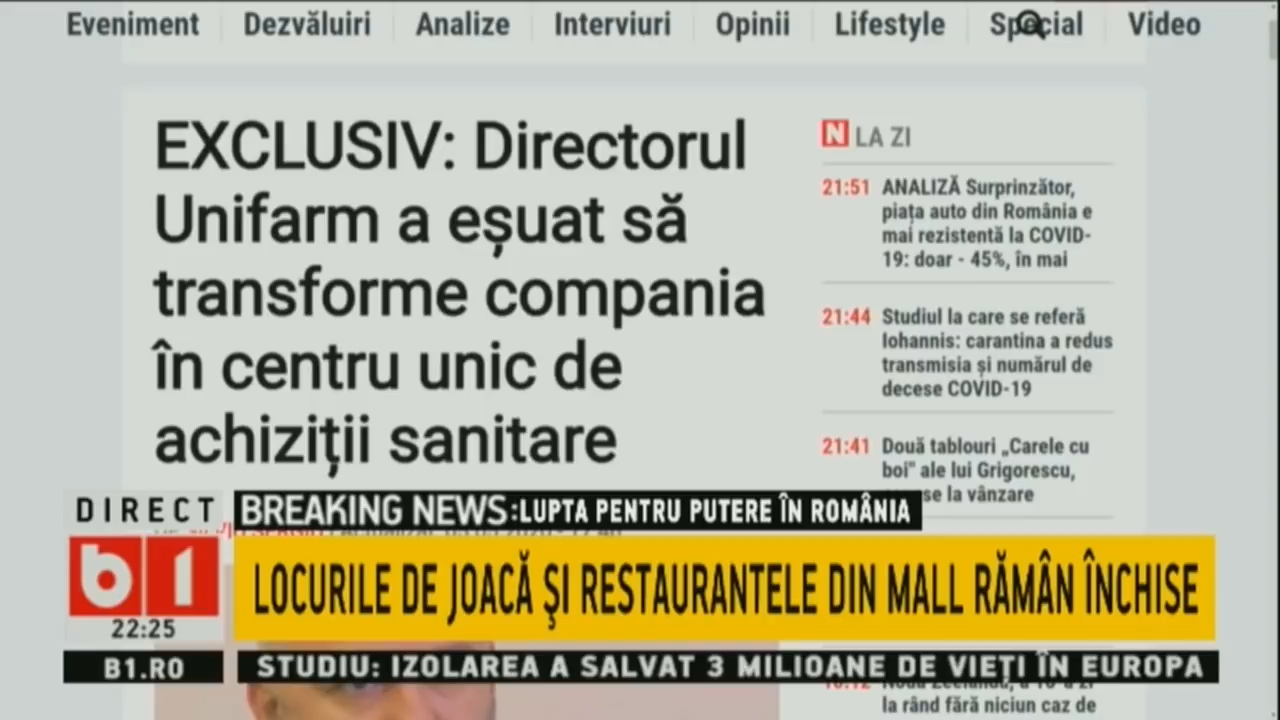 Eveniment Dezvăluiri Analize Interviuri Opinii Lifestyle Special Video
EXCLUSIV: Directorul
Unifarm a eșuat să
transforme compania
în centru unic de
achiziții sanitare
N LA ZI
21:51 ANALIZĂ Surprinzător,
piața auto din România e
mai rezistentă la COVID-
19: doar - 45%, în mai
21:44 Studiul la care se referă
Iohannis: carantina a redus
transmisia și numărul de
decese COVID-19
21:41 Două tablouri „Carele cu
boi" ale lui Grigorescu,
la vânzare
DIRECT
BREAKING NEWS: LUPTA PENTRU PUTERE ÎN ROMÂNIA
b1
22:25
LOCURILE DE JOACĂ ŞI RESTAURANTELE DIN MALL RĂMÂN ÎNCHISE
B1.RO
STUDIU: IZOLAREA A SALVAT 3 MILIOANE DE VIEȚI ÎN EUROPA
la rând fără niciun caz de